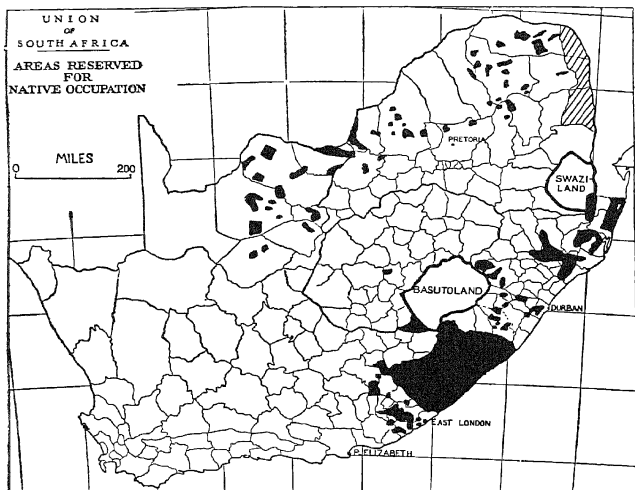 UNION
OF
SOUTH AFRICA
AREAS RESERVED
FOR
NATIVE OCCUPATION
MILES
0 200
PRETORIA
SWAZI-
LAND
BASUTOLAND
DURBAN
EAST LONDON
P. ELIZABETH